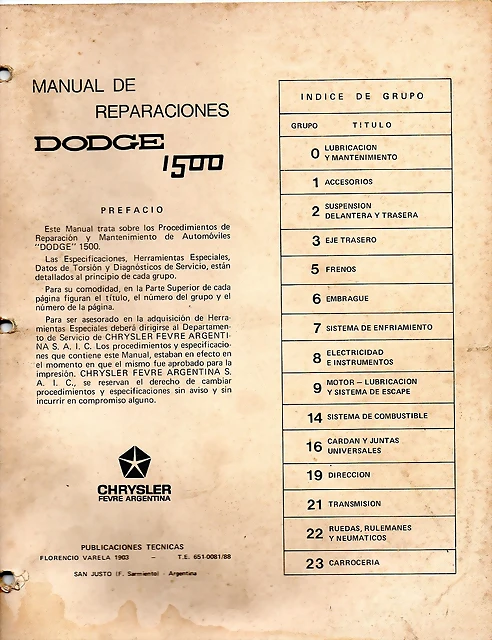 MANUAL DE
REPARACIONES
DODGE
1500
PREFACIO
Este Manual trata sobre los Procedimientos de
Reparación y Mantenimiento de Automóviles
"DODGE" 1500.
Las Especificaciones, Herramientas Especiales,
Datos de Torsión y Diagnósticos de Servicio, están
detallados al principio de cada grupo.
Para su comodidad, en la Parte Superior de cada
página figuran el título, el número del grupo y el
número de la página.
Para ser asesorado en la adquisición de Herra-
mientas Especiales deberá dirigirse al Departamen-
to de Servicio de CHRYSLER FEVRE ARGENTI-
NA S. A. I. C. Los procedimientos y especificacio-
nes que contiene este Manual, estaban en efecto en
el momento en que el mismo fue aprobado para la
impresión. CHRYSLER FEVRE ARGENTINA S.
A. I. C., se reservan el derecho de cambiar
procedimientos y especificaciones sin aviso y sin
incurrir en compromiso alguno.
CHRYSLER
FEVRE ARGENTINA
PUBLICACIONES TECNICAS
FLORENCIO VARELA 1903 - T.E. 651-0081/88
SAN JUSTO (F. Sarmiento) - Argentina
INDICE DE GRUPO
GRUPO TITULO
0 LUBRICACION
Y MANTENIMIENTO
1 ACCESORIOS
2 SUSPENSION
DELANTERA Y TRASERA
3 EJE TRASERO
5 FRENOS
6 EMBRAGUE
7 SISTEMA DE ENFRIAMIENTO
8 ELECTRICIDAD
E INSTRUMENTOS
9 MOTOR - LUBRICACION
Y SISTEMA DE ESCAPE
14 SISTEMA DE COMBUSTIBLE
16 CARDAN Y JUNTAS
UNIVERSALES
19 DIRECCION
21 TRANSMISION
22 RUEDAS, RULEMANES
Y NEUMATICOS
23 CARROCERIA